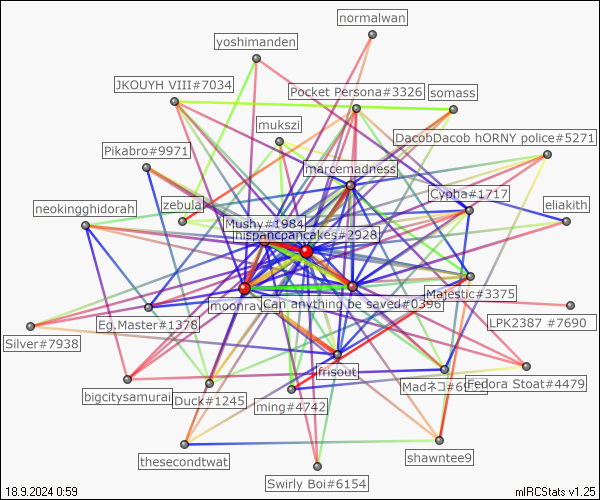 normalwan
yoshimanden
JKOUYH VIII#7034
Pocket Persona#3326
somass
mukszi
DacobDacob hORNY police#5271
Pikabro#9971
marcemadness
Cypha#1717
neokingghidorah
zebula
eliakith
Mushy#1984
hispancpancakes#2928
Majestic#3375
moonrav
Can anything be saved#0396
LPK2387 #7690
Eg.Master#1378
Silver#7938
frisout
Madネコ#6
Fedora Stoat#4479
bigcitysamurai
Duck#1245
ming#4742
thesecondtwat
shawntee9
Swirly Boi#6154
18.9.2024 0:59
mIRCStats v1.25